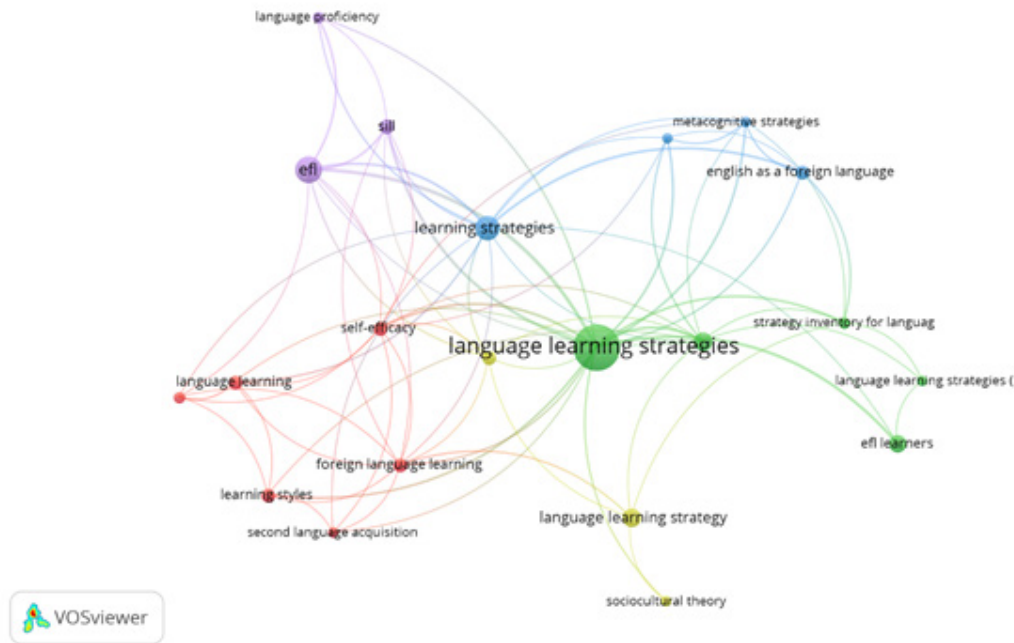 language proficiency
sill
metacognitive strategies
efl
english as a foreign language
learning strategies
strategy inventory for languag
self-efficacy
language learning strategies
language learning
language learning strategies (
efl learners
foreign language learning
learning styles
language learning strategy
second language acquisition
sociocultural theory
VOSviewer